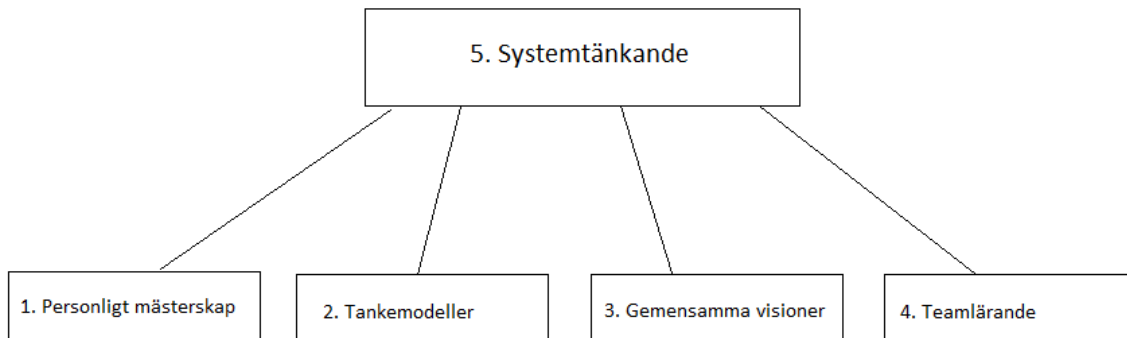 5. Systemtänkande
1. Personligt mästerskap
2. Tankemodeller
3. Gemensamma visioner
4. Teamlärande